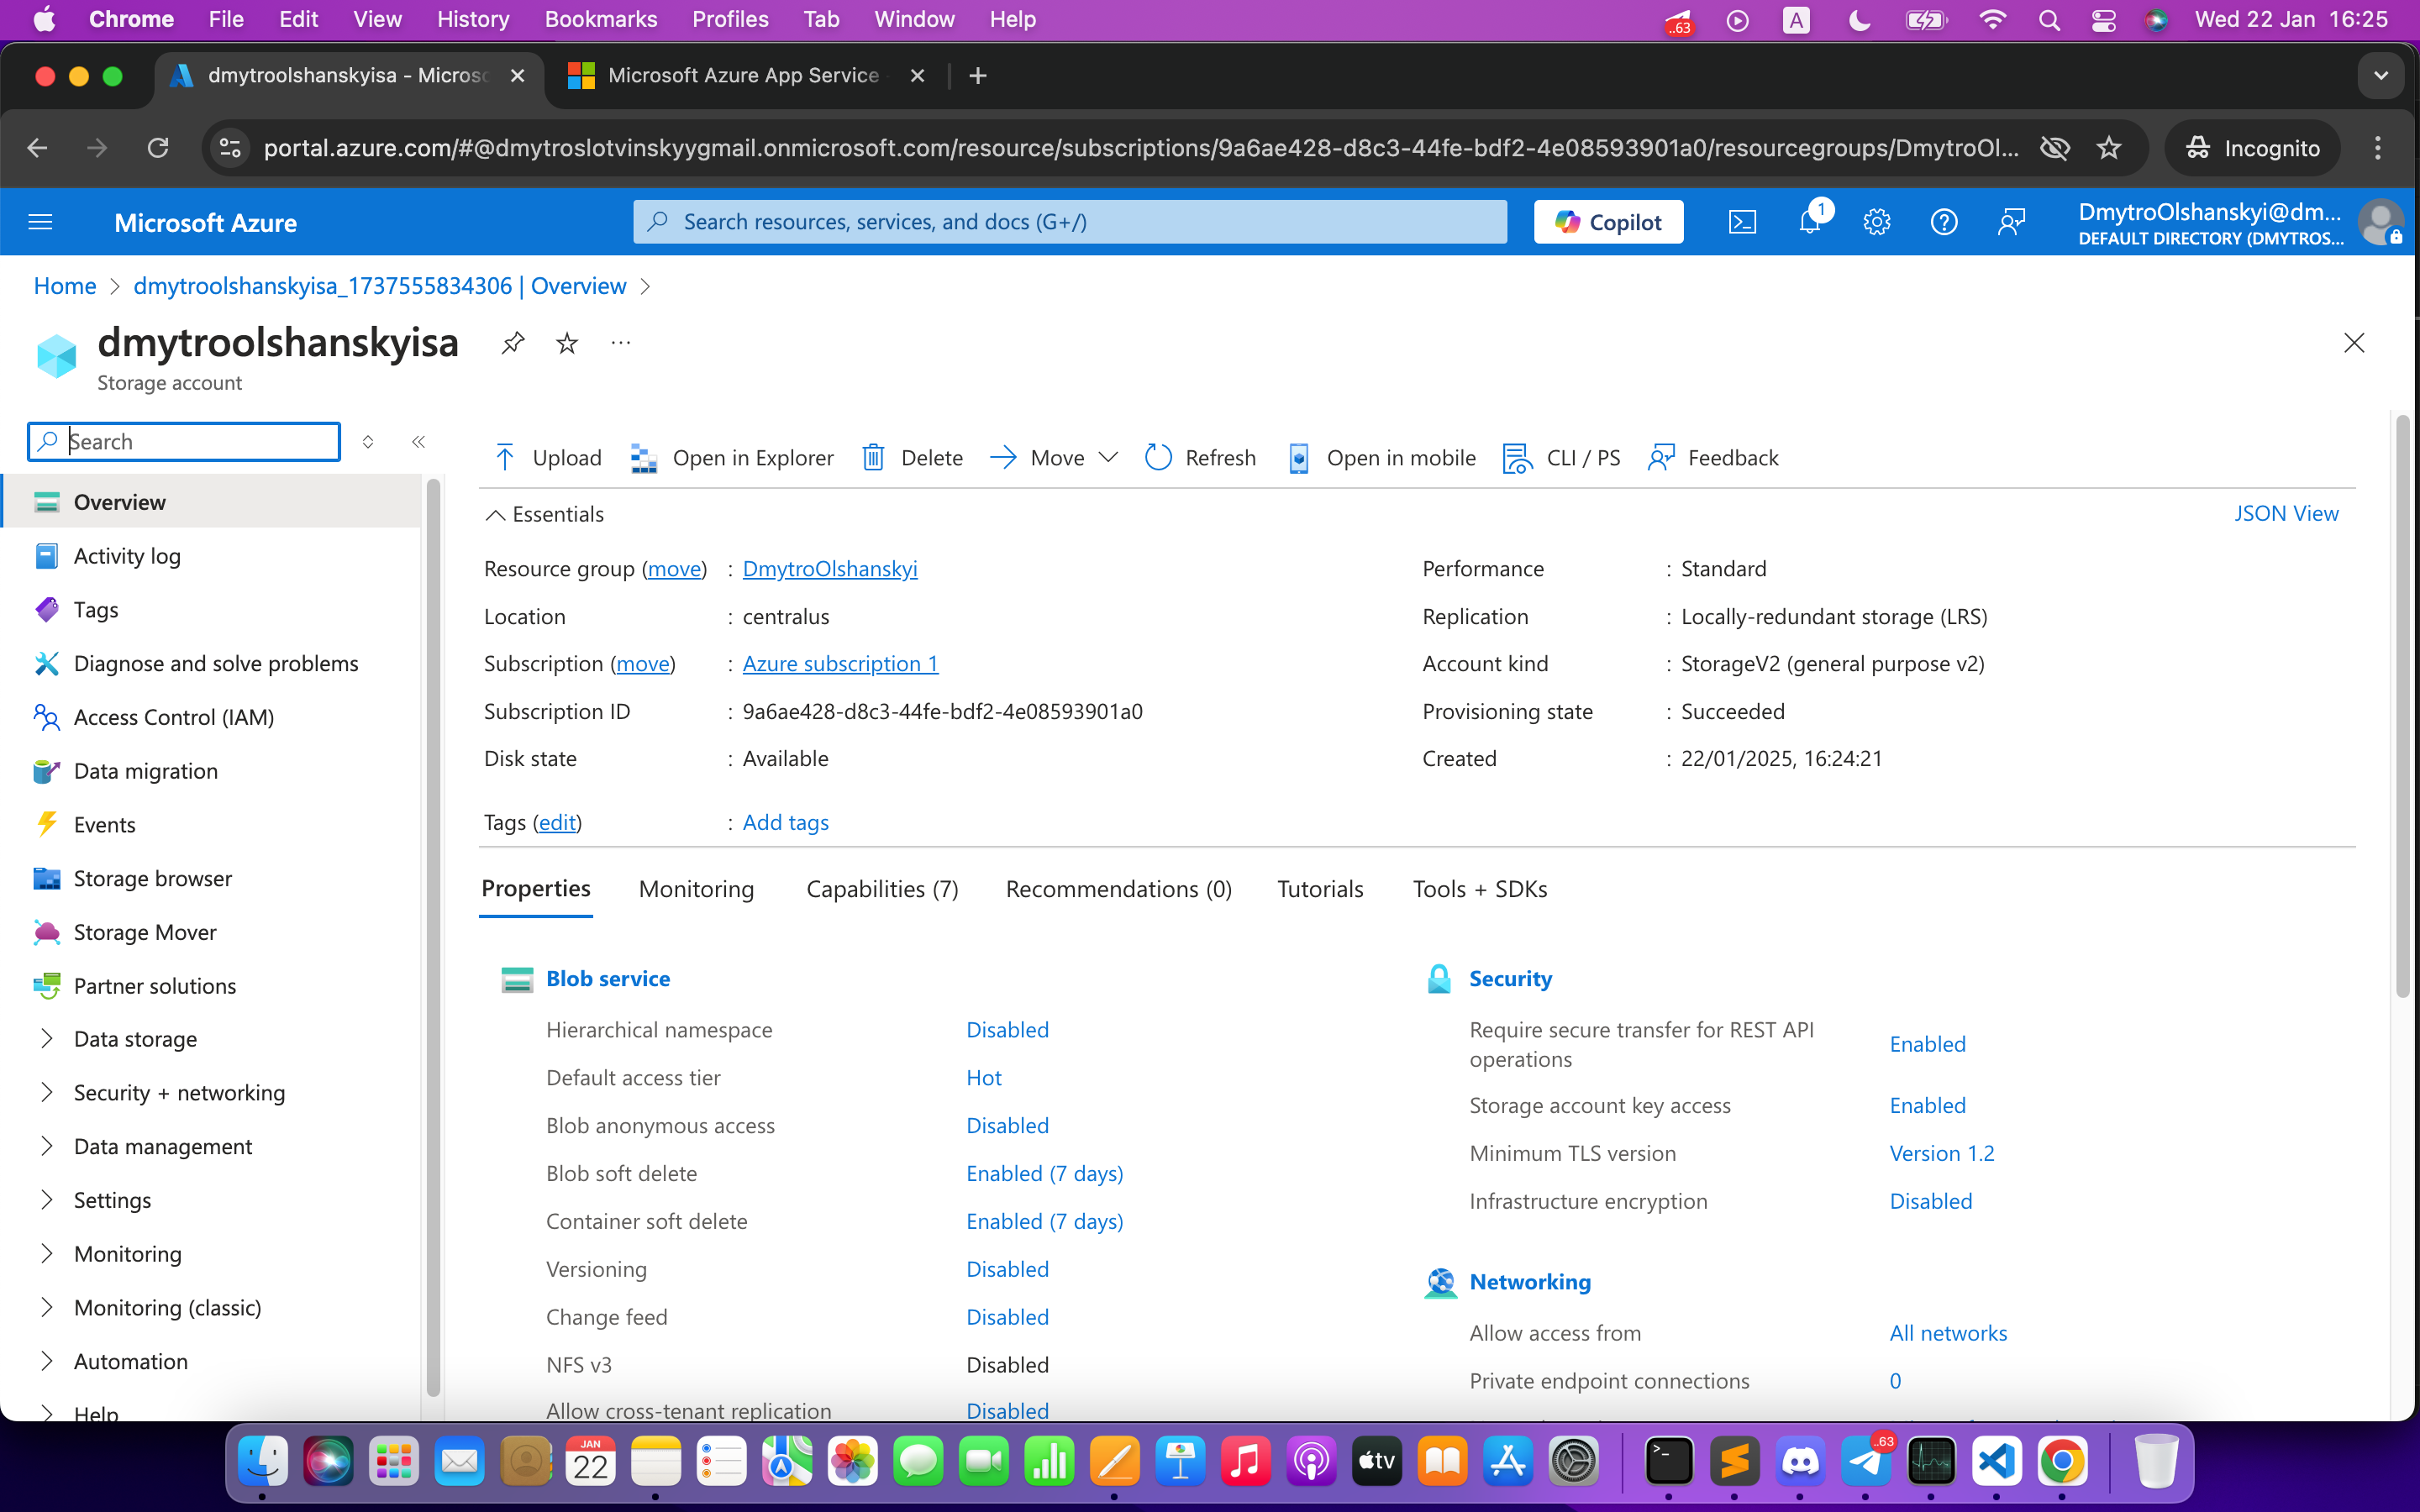 Chrome File Edit View History Bookmarks Profiles Tab Window Help ..63 A Wed 22 Jan 16:25
dmytroolshanskyisa - Micros Microsoft Azure App Service
portal.azure.com/#@dmytroslotvinskyygmail.onmicrosoft.com/resource/subscriptions/9a6ae428-d8c3-44fe-bdf2-4e08593901a0/resourcegroups/DmytroOl... Incognito
Microsoft Azure Search resources, services, and docs (G+/) Copilot 1 DmytroOlshanskyi@dm...
DEFAULT DIRECTORY (DMYTROS...
Home > dmytroolshanskyisa_1737555834306 | Overview >
dmytroolshanskyisa ...
Storage account
Search
Upload Open in Explorer Delete Move Refresh Open in mobile CLI / PS Feedback
Overview
Activity log
Tags
Diagnose and solve problems
Access Control (IAM)
Data migration
Events
Storage browser
Storage Mover
Partner solutions
Data storage
Security + networking
Data management
Settings
Monitoring
Monitoring (classic)
Automation
Help
Essentials JSON View
Resource group (move) : DmytroOlshanskyi
Location : centralus
Subscription (move) : Azure subscription 1
Subscription ID : 9a6ae428-d8c3-44fe-bdf2-4e08593901a0
Disk state : Available
Tags (edit) : Add tags
Performance : Standard
Replication : Locally-redundant storage (LRS)
Account kind : StorageV2 (general purpose v2)
Provisioning state : Succeeded
Created : 22/01/2025, 16:24:21
Properties Monitoring Capabilities (7) Recommendations (0) Tutorials Tools + SDKs
Blob service
Hierarchical namespace Disabled
Default access tier Hot
Blob anonymous access Disabled
Blob soft delete Enabled (7 days)
Container soft delete Enabled (7 days)
Versioning Disabled
Change feed Disabled
NFS v3 Disabled
Allow cross-tenant replication Disabled
Security
Require secure transfer for REST API
operations Enabled
Storage account key access Enabled
Minimum TLS version Version 1.2
Infrastructure encryption Disabled
Networking
Allow access from All networks
Private endpoint connections 0
JAN
22
tv
..63